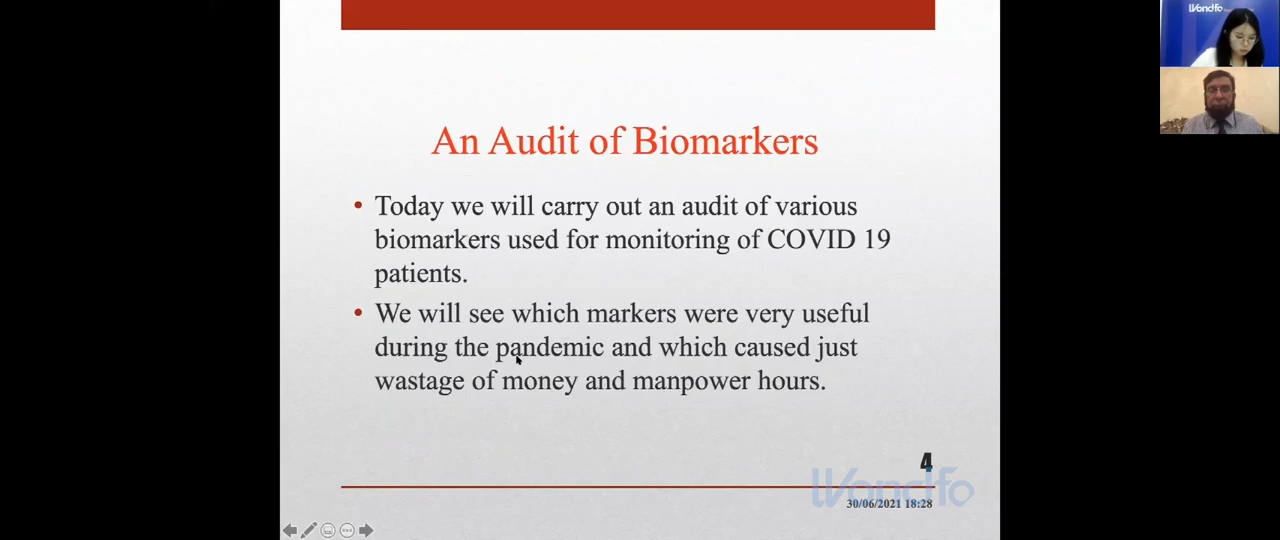 Wondfo
An Audit of Biomarkers
• Today we will carry out an audit of various
biomarkers used for monitoring of COVID 19
patients.
• We will see which markers were very useful
during the pandemic and which caused just
wastage of money and manpower hours.
4
Wondfo
30/06/2021 18:28